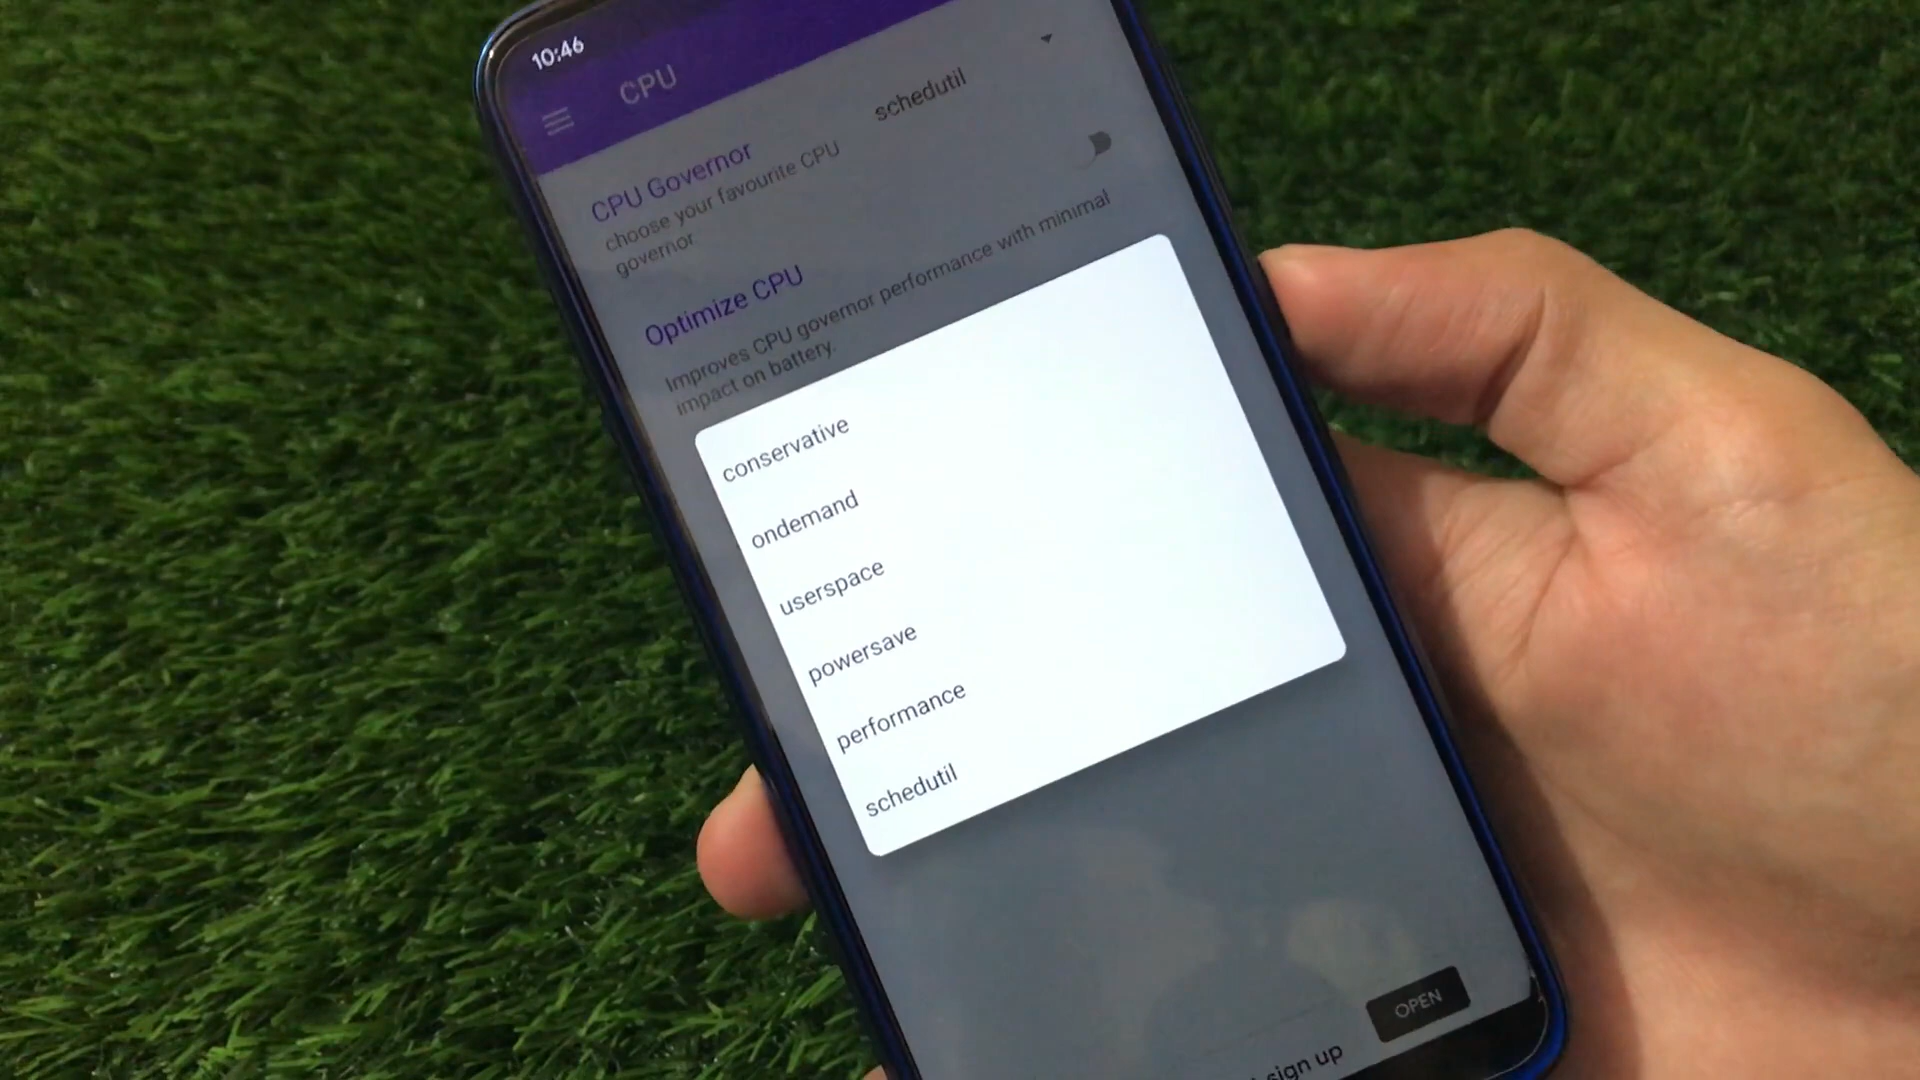 10:46
CPU
CPU Governor
choose your favourite CPU
governor
schedutil
Optimize CPU
Improves CPU governor performance with minimal
impact on battery.
conservative
ondemand
userspace
powersave
performance
schedutil
OPEN
sign up